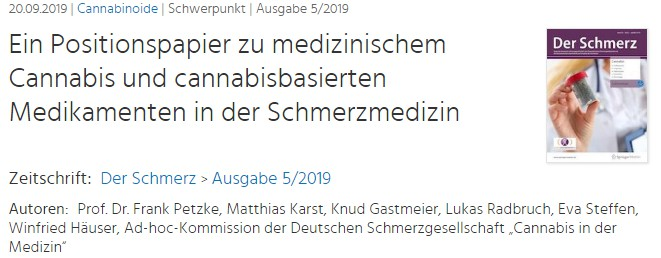 20.09.2019 | Cannabinoide | Schwerpunkt | Ausgabe 5/2019
Ein Positionspapier zu medizinischem
Cannabis und cannabisbasierten
Medikamenten in der Schmerzmedizin
Der Schmerz
Zeitschrift: Der Schmerz > Ausgabe 5/2019
Autoren: Prof. Dr. Frank Petzke, Matthias Karst, Knud Gastmeier, Lukas Radbruch, Eva Steffen,
Winfried Häuser, Ad-hoc-Kommission der Deutschen Schmerzgesellschaft „Cannabis in der
Medizin“